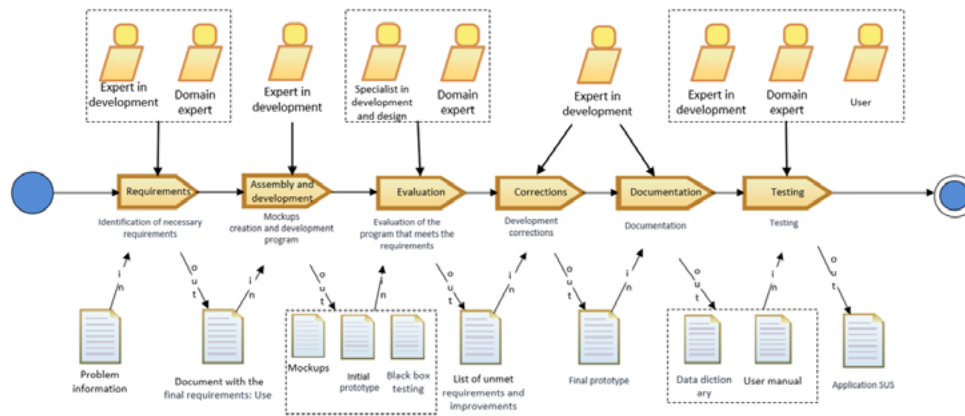 Expert in
development
Domain
expert
Expert in
development
Specialist in
development
and design
Domain
expert
Expert in
development
Expert in
development
Domain
expert
User
Requirements
Assembly and
development
Evaluation
Corrections
Documentation
Testing
Identification of necessary
requirements
Mockups
creation and development
program
Evaluation of the
program that meets the
requirements
Development
corrections
Documentation
Testing
in
out
in
out
in
out
in
out
in
out
in
out
Problem
information
Document with the
final requirements: Use
Mockups
Initial
prototype
Black box
testing
List of unmet
requirements and
improvements
Final prototype
Data diction
ary
User manual
Application SUS